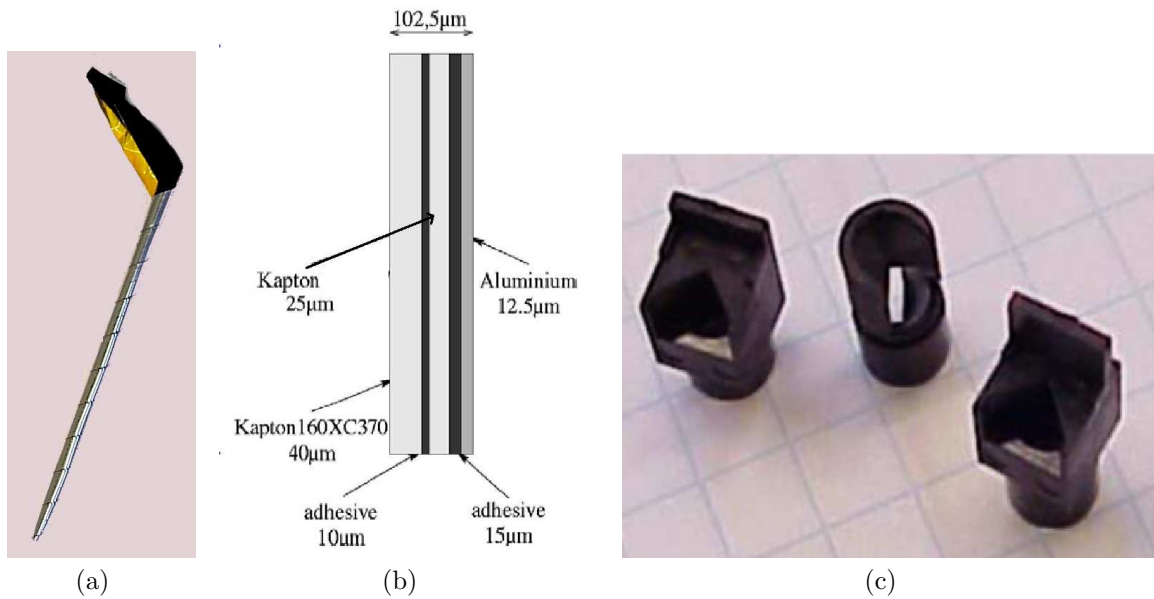 102,5µm
Kapton
25µm
Aluminium
12.5µm
Kapton160XC370
40µm
adhesive
10µm
adhesive
15µm
(a)
(b)
(c)